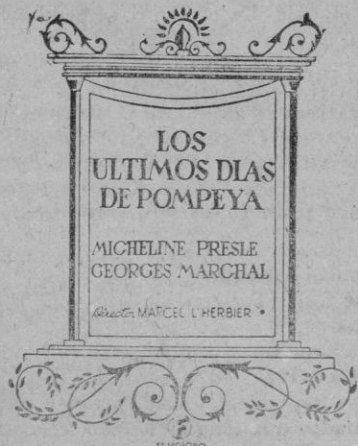 LOS
ULTIMOS DIAS
DE POMPEYA
MICHELINE PRESLE
GEORGES MARCHAL
Director MARCEL L'HERBIER